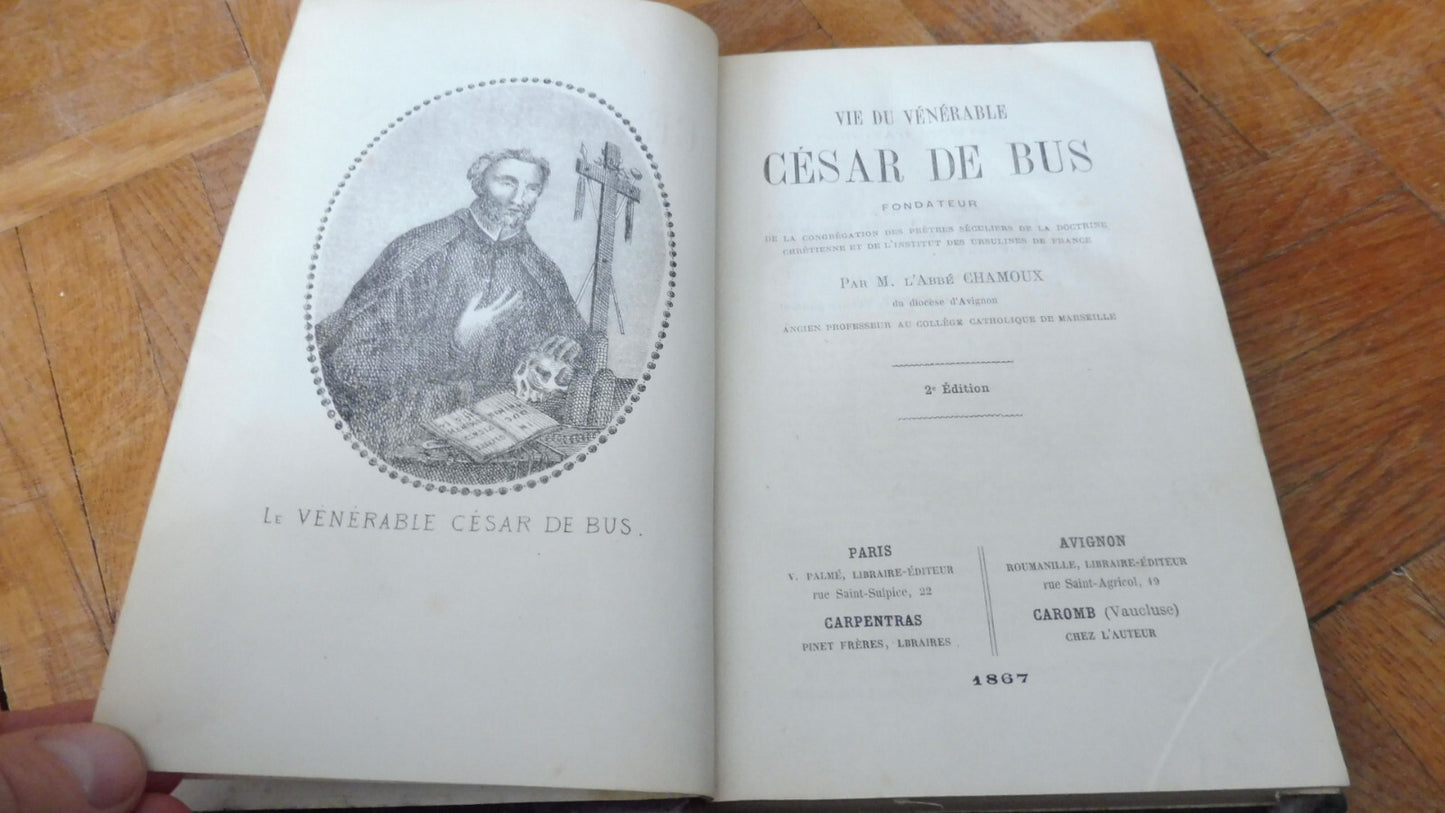 LE VÉNÉRABLE CÉSAR DE BUS.
VIE DU VÉNÉRABLE
CÉSAR DE BUS
FONDATEUR
DE LA CONGRÉGATION DES PRÊTRES SÉCULIERS DE LA DOCTRINE
CHRÉTIENNE ET DE L'INSTITUT DES URSULINES DE FRANCE
PAR M. L'ABBÉ CHAMOUX
du diocèse d'Avignon
ANCIEN PROFESSEUR AU COLLÉGE CATHOLIQUE DE MARSEILLE
2e Édition
PARIS
V. PALMÉ, LIBRAIRE-ÉDITEUR
rue Saint-Sulpice, 22
CARPENTRAS
PINET FRÈRES, LBRAIRES
AVIGNON
ROUMANILLE, LIBRAIRE-ÉDITEUR
rue Saint-Agricol, 19
CAROMB (Vaucluse)
CHEZ L'AUTEUR
1867